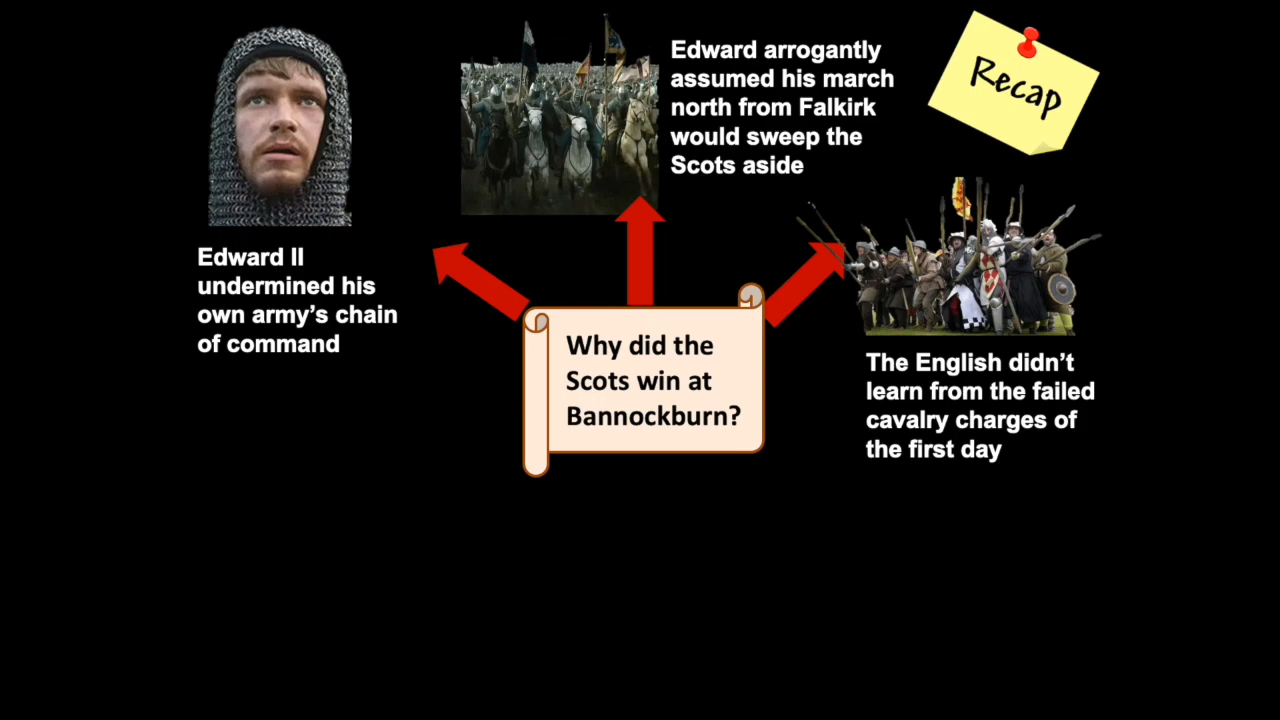 Edward arrogantly
assumed his march
north from Falkirk
would sweep the
Scots aside
Recap
Edward II
undermined his
own army’s chain
of command
Why did the
Scots win at
Bannockburn?
The English didn’t
learn from the failed
cavalry charges of
the first day